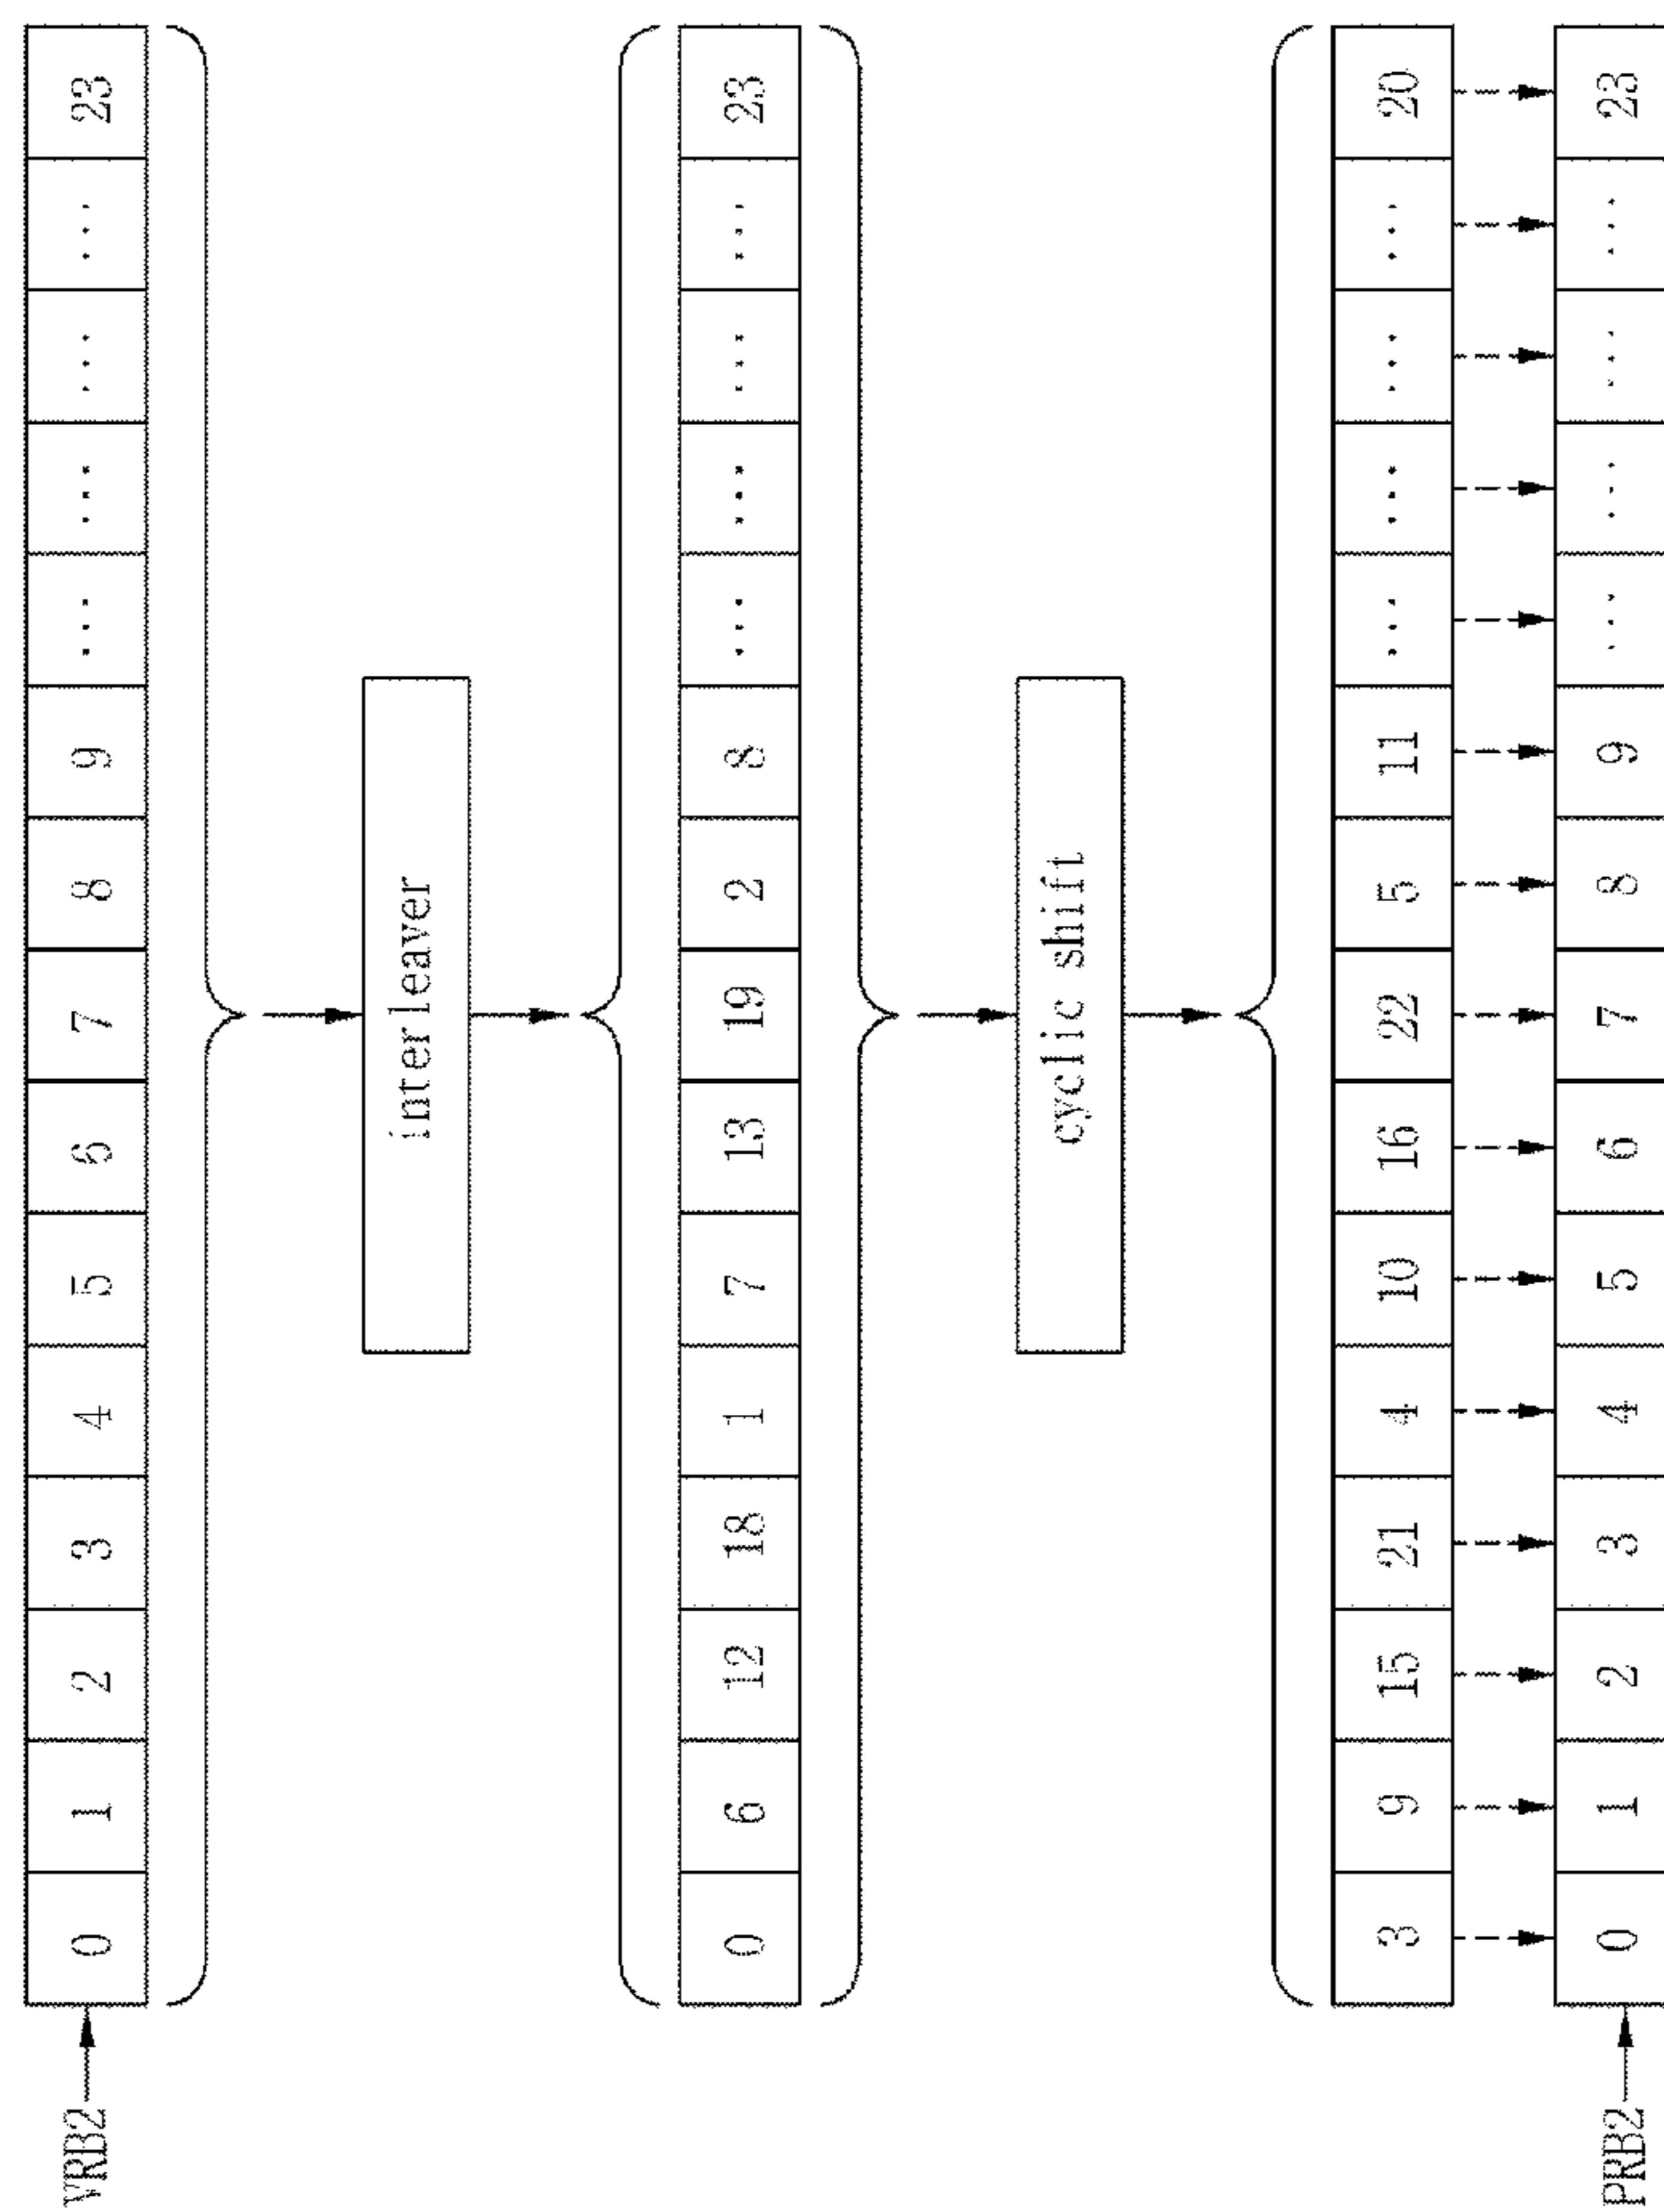 VRB2 0 1 2 3 4 5 6 7 8 9 ... ... ... ... 23
interleaver
0 6 12 18 1 7 13 19 2 8 ... ... ... ... 23
cyclic shift
3 9 15 21 4 10 16 22 5 11 ... ... ... ... 20
PRB2 0 1 2 3 4 5 6 7 8 9 ... ... ... ... 23